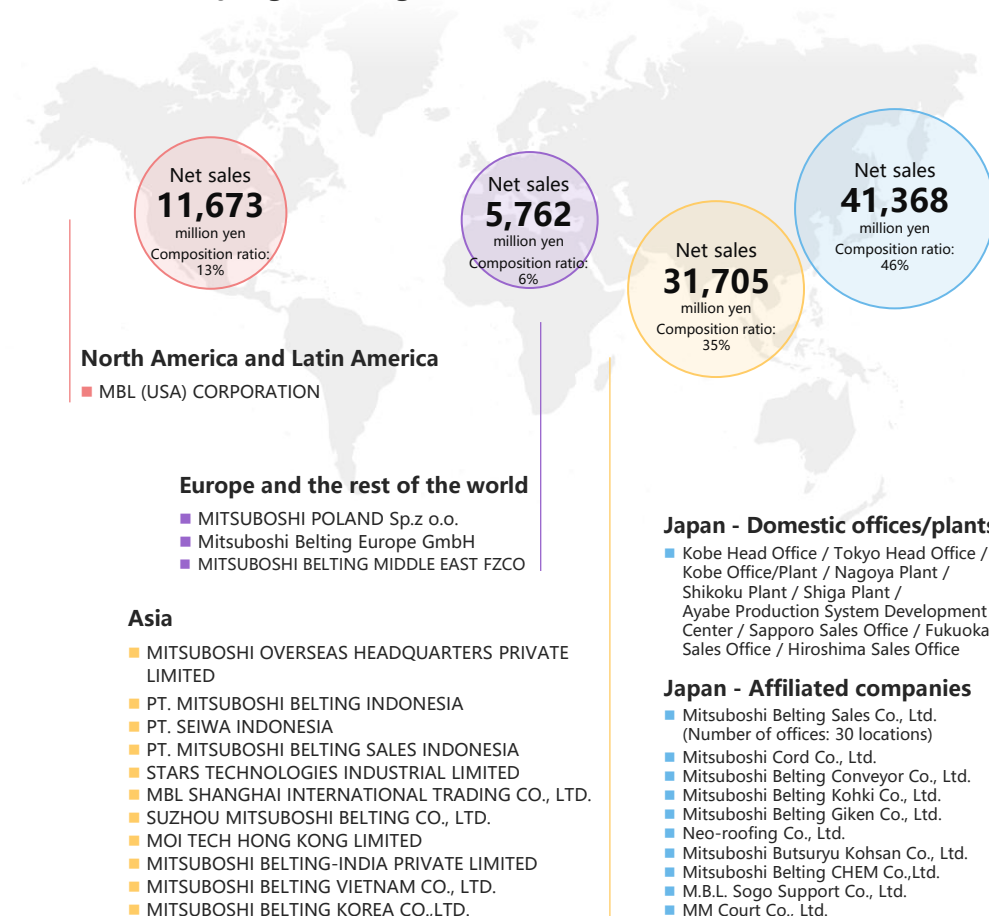 Net sales
11,673
million yen
Composition ratio:
13%
Net sales
5,762
million yen
Composition ratio:
6%
Net sales
31,705
million yen
Composition ratio:
35%
Net sales
41,368
million yen
Composition ratio:
46%
North America and Latin America
MBL (USA) CORPORATION
Europe and the rest of the world
MITSUBOSHI POLAND Sp.z o.o.
Mitsuboshi Belting Europe GmbH
MITSUBOSHI BELTING MIDDLE EAST FZCO
Asia
MITSUBOSHI OVERSEAS HEADQUARTERS PRIVATE
LIMITED
PT. MITSUBOSHI BELTING INDONESIA
PT. SEIWA INDONESIA
PT. MITSUBOSHI BELTING SALES INDONESIA
STARS TECHNOLOGIES INDUSTRIAL LIMITED
MBL SHANGHAI INTERNATIONAL TRADING CO., LTD.
SUZHOU MITSUBOSHI BELTING CO., LTD.
MOI TECH HONG KONG LIMITED
MITSUBOSHI BELTING-INDIA PRIVATE LIMITED
MITSUBOSHI BELTING VIETNAM CO., LTD.
MITSUBOSHI BELTING KOREA CO.,LTD.
Japan - Domestic offices/plants
Kobe Head Office / Tokyo Head Office /
Kobe Office/Plant / Nagoya Plant /
Shikoku Plant / Shiga Plant /
Ayabe Production System Development
Center / Sapporo Sales Office / Fukuoka
Sales Office / Hiroshima Sales Office
Japan - Affiliated companies
Mitsuboshi Belting Sales Co., Ltd.
(Number of offices: 30 locations)
Mitsuboshi Cord Co., Ltd.
Mitsuboshi Belting Conveyor Co., Ltd.
Mitsuboshi Belting Kohki Co., Ltd.
Mitsuboshi Belting Giken Co., Ltd.
Neo-roofing Co., Ltd.
Mitsuboshi Butsuryu Kohsan Co., Ltd.
Mitsuboshi Belting CHEM Co.,Ltd.
M.B.L. Sogo Support Co., Ltd.
MM Court Co., Ltd.